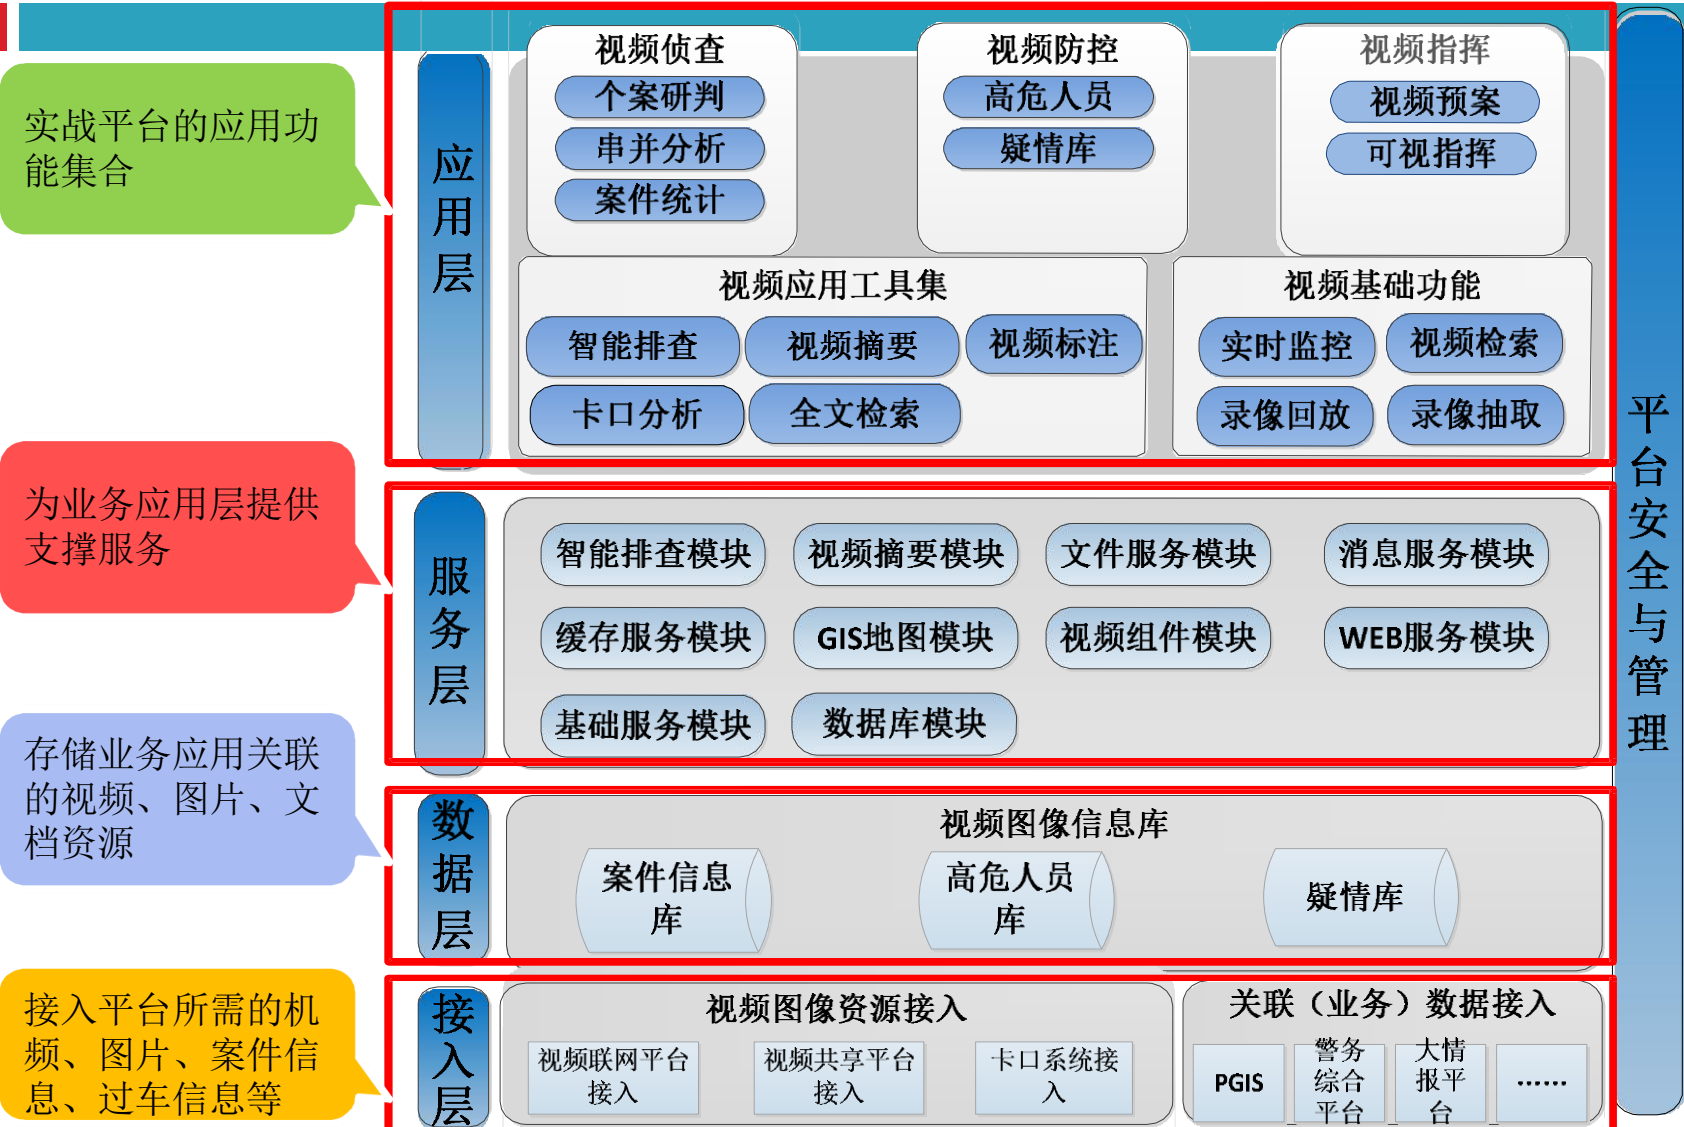 实战平台的应用功
能集合
应用层
视频侦查
个案研判
串并分析
案件统计
视频防控
高危人员
疑情库
视频指挥
视频预案
可视指挥
视频应用工具集
智能排查
视频摘要
视频标注
卡口分析
全文检索
视频基础功能
实时监控
视频检索
录像回放
录像抽取
为业务应用层提供
支撑服务
服务层
智能排查模块
视频摘要模块
文件服务模块
消息服务模块
缓存服务模块
GIS地图模块
视频组件模块
WEB服务模块
基础服务模块
数据库模块
存储业务应用关联
的视频、图片、文
档资源
数据层
视频图像信息库
案件信息
库
高危人员
库
疑情库
接入平台所需的机
频、图片、案件信
息、过车信息等
接入层
视频图像资源接入
视频联网平台
接入
视频共享平台
接入
卡口系统接
入
关联（业务）数据接入
PGIS
警务
综合
平台
大情
报平
台
……
平台安全与管理